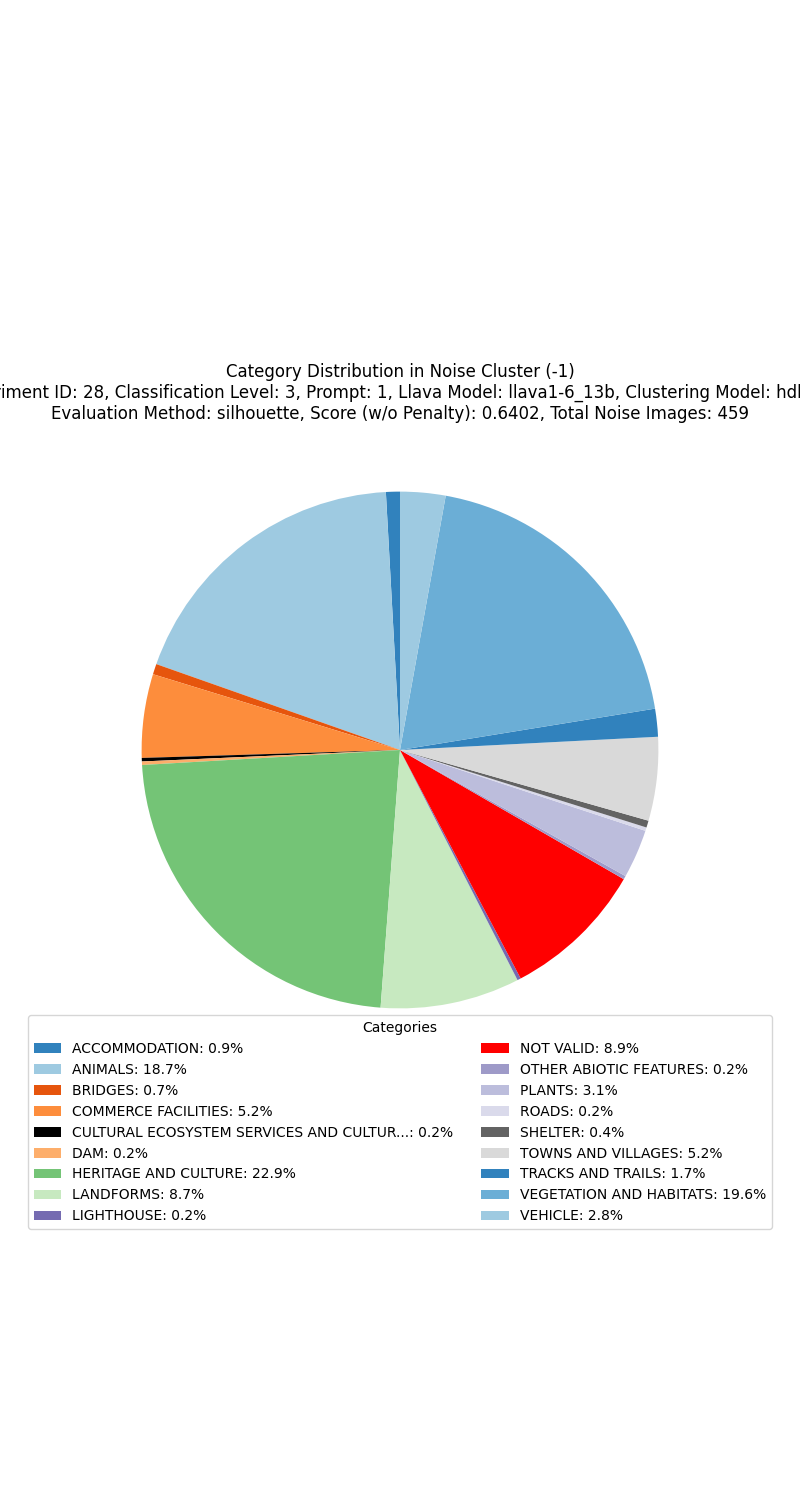 Category Distribution in Noise Cluster (-1)
ID: 28, Classification Level: 3, Prompt: 1, Llava Model: llava1-6_13b, Clustering Model:
Evaluation Method: silhouette, Score (w/o Penalty): 0.6402, Total Noise Images: 459
Categories
ACCOMMODATION: 0.9%
ANIMALS: 18.7%
BRIDGES: 0.7%
COMMERCE FACILITIES: 5.2%
CULTURAL ECOSYSTEM SERVICES AND CULTUR...: 0.2%
DAM: 0.2%
HERITAGE AND CULTURE: 22.9%
LANDFORMS: 8.7%
LIGHTHOUSE: 0.2%
NOT VALID: 8.9%
OTHER ABIOTIC FEATURES: 0.2%
PLANTS: 3.1%
ROADS: 0.2%
SHELTER: 0.4%
TOWNS AND VILLAGES: 5.2%
TRACKS AND TRAILS: 1.7%
VEGETATION AND HABITATS: 19.6%
VEHICLE: 2.8%